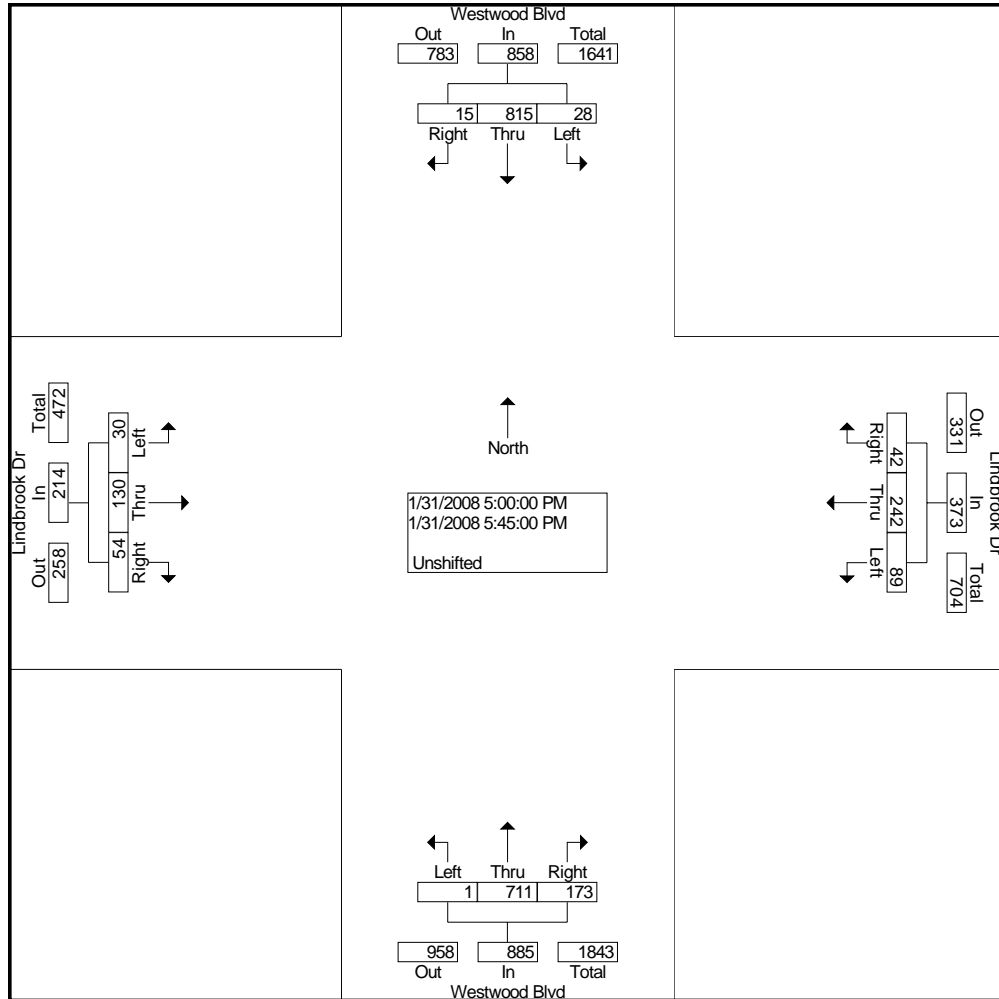 Westwood Blvd
Out In Total
783 858 1641
15 815 28
Right Thru Left
Lindbrook Dr
Total In Out
472 214 258
30 130 54
Left Thru Right
North
1/31/2008 5:00:00 PM
1/31/2008 5:45:00 PM
Unshifted
Right Thru Left
42 242 89
331 373 704
Out In Total
Lindbrook Dr
Left Thru Right
1 711 173
958 885 1843
Out In Total
Westwood Blvd